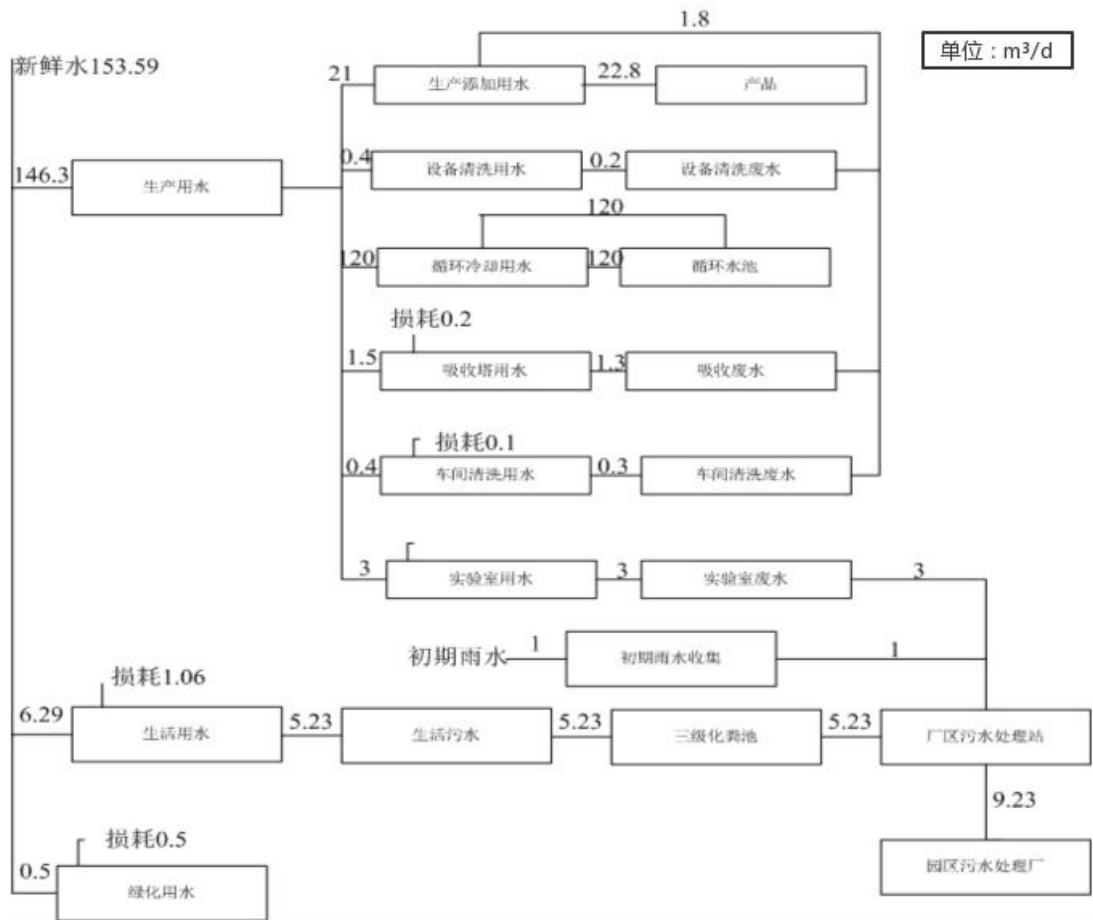 1.8
单位：m³/d
新鲜水153.59
21
生产添加用水
22.8
产品
146.3
生产用水
0.4
设备清洗用水
0.2
设备清洗废水
120
120
循环冷却用水
120
循环水池
损耗0.2
1.5
吸收塔用水
1.3
吸收废水
损耗0.1
0.4
车间清洗用水
0.3
车间清洗废水
3
实验室用水
3
实验室废水
3
初期雨水
1
初期雨水收集
1
损耗1.06
6.29
生活用水
5.23
生活污水
5.23
三级化粪池
5.23
厂区污水处理站
9.23
损耗0.5
0.5
绿化用水
园区污水处理厂